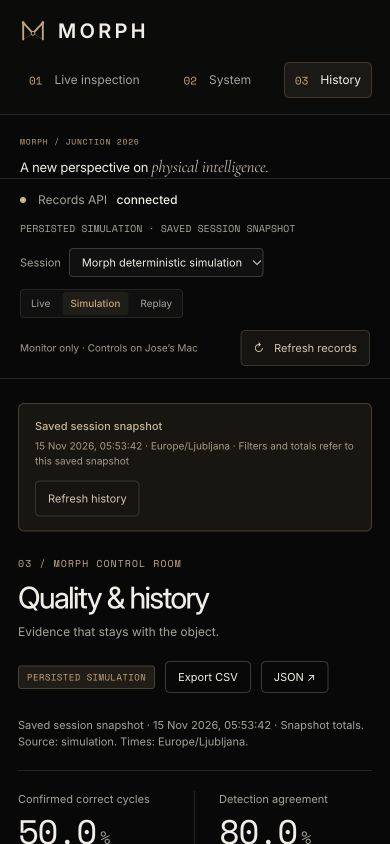 MORPH
01 Live inspection 02 System 03 History
MORPH / JUNCTION 2026
A new perspective on physical intelligence.
Records API connected
PERSISTED SIMULATION · SAVED SESSION SNAPSHOT
Session Morph deterministic simulation
Live Simulation Replay
Monitor only · Controls on Jose's Mac
Refresh records
Saved session snapshot
15 Nov 2026, 05:53:42 · Europe/Ljubljana · Filters and totals refer to
this saved snapshot
Refresh history
03 / MORPH CONTROL ROOM
Quality & history
Evidence that stays with the object.
PERSISTED SIMULATION Export CSV JSON ↗
Saved session snapshot · 15 Nov 2026, 05:53:42 · Snapshot totals.
Source: simulation. Times: Europe/Ljubljana.
Confirmed correct cycles Detection agreement
50.0% 80.0%